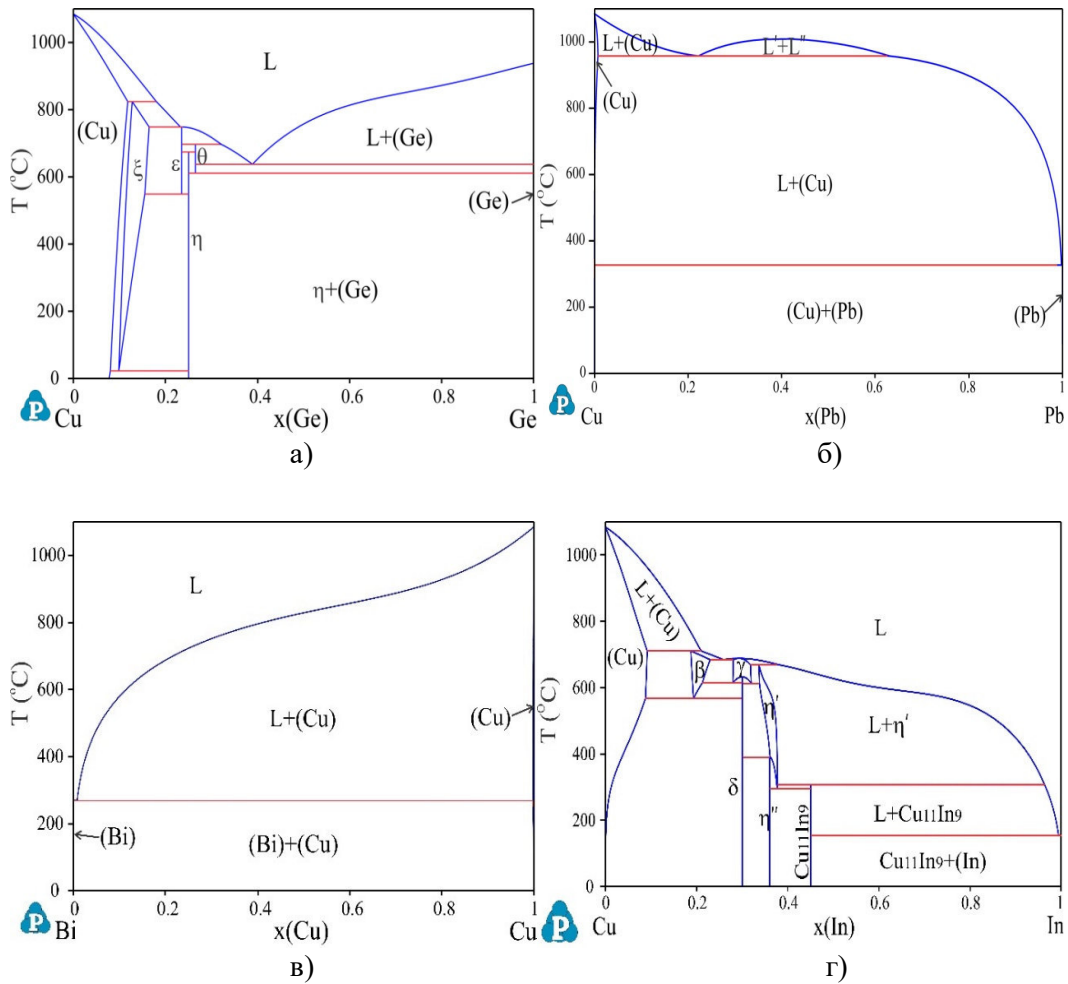 1000
800
600
400
200
0
T (°C)
L
(Cu)
ξ
ε
θ
L+(Ge)
(Ge)
η
η+(Ge)
0
0.2
0.4
0.6
0.8
1
P
Cu
x(Ge)
Ge
а)
1000
800
600
400
200
0
T (°C)
L+(Cu)
L'+L"
(Cu)
L+(Cu)
(Cu)+(Pb)
(Pb)
0
0.2
0.4
0.6
0.8
1
P
Cu
x(Pb)
Pb
б)
1000
800
600
400
200
0
T (°C)
L
L+(Cu)
(Cu)
(Bi)
(Bi)+(Cu)
0
0.2
0.4
0.6
0.8
1
P
Bi
x(Cu)
Cu
в)
1000
800
600
400
200
0
T (°C)
L+(Cu)
L
(Cu)
β
γ
η'
L+η'
δ
η"
Cu11In9
L+Cu11In9
Cu11In9+(In)
0
0.2
0.4
0.6
0.8
1
P
Cu
x(In)
In
г)